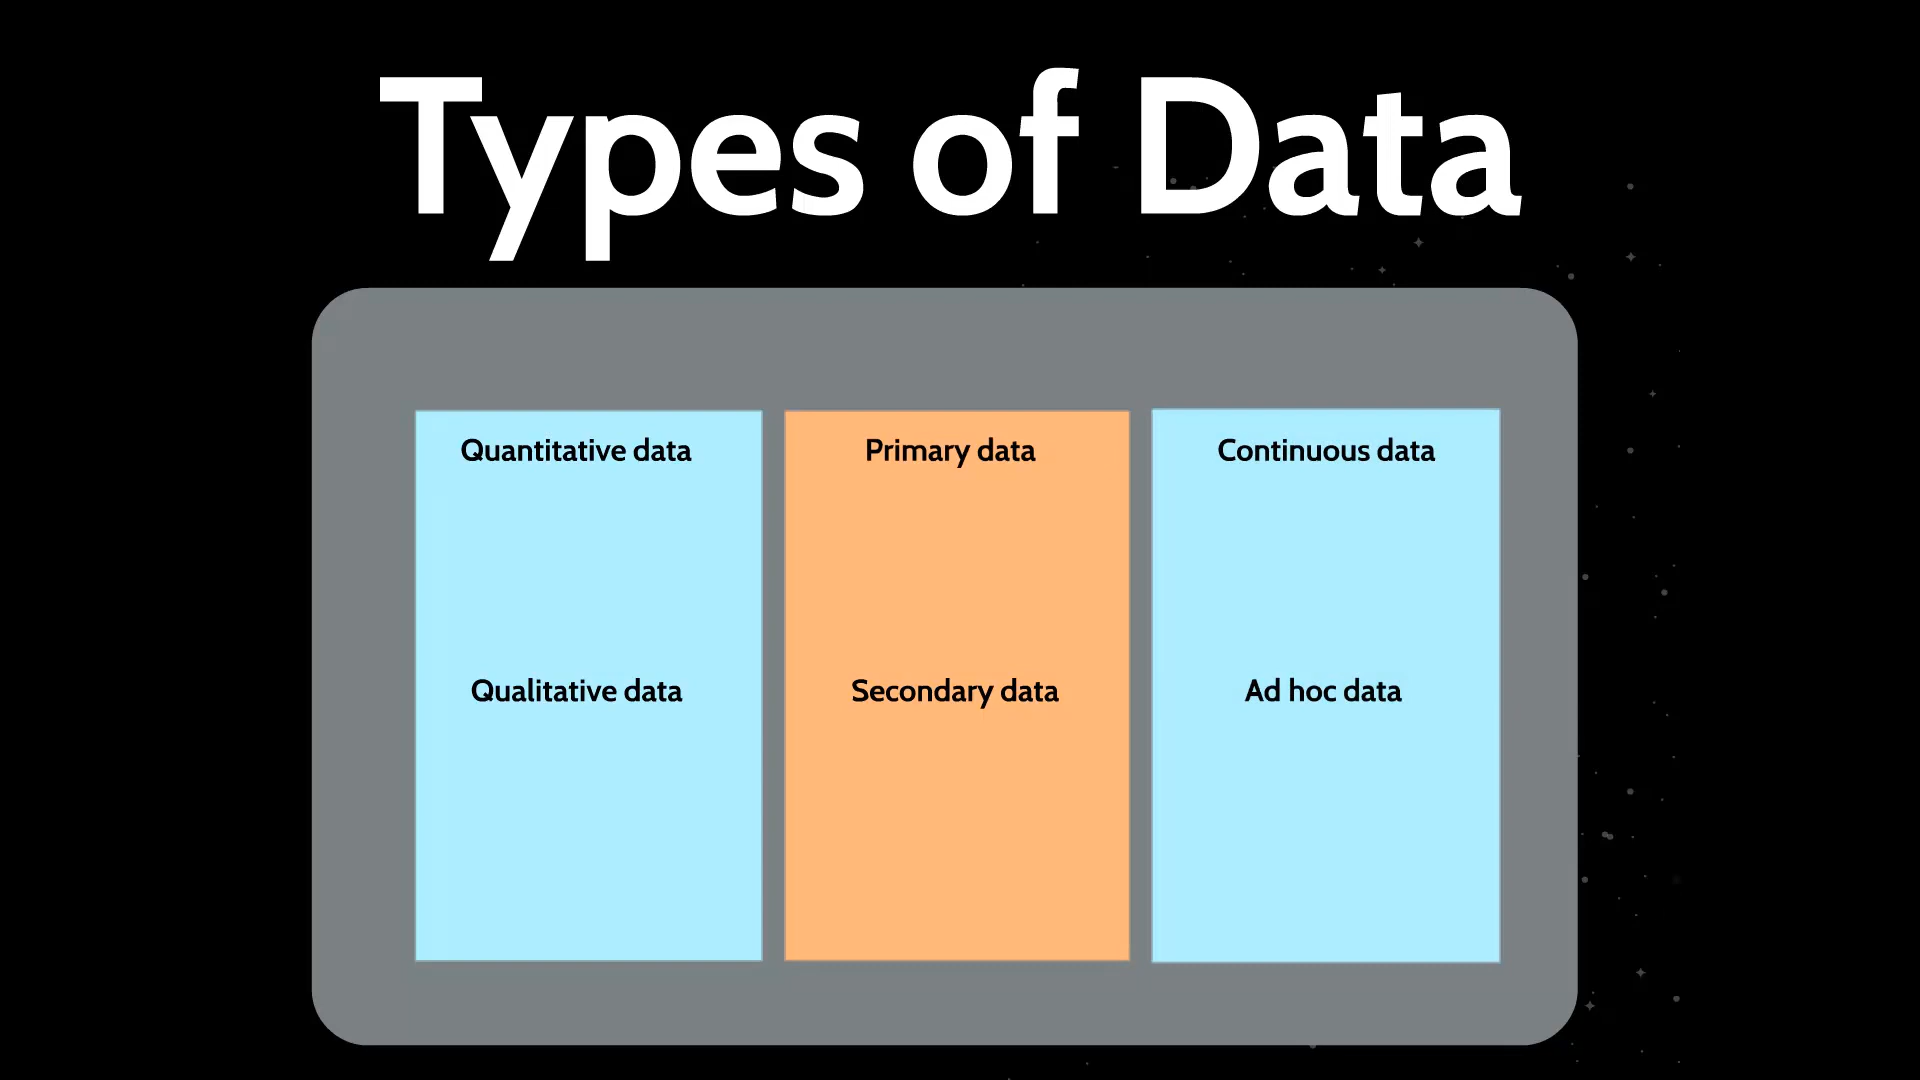 Types of Data
Quantitative data
Qualitative data
Primary data
Secondary data
Continuous data
Ad hoc data